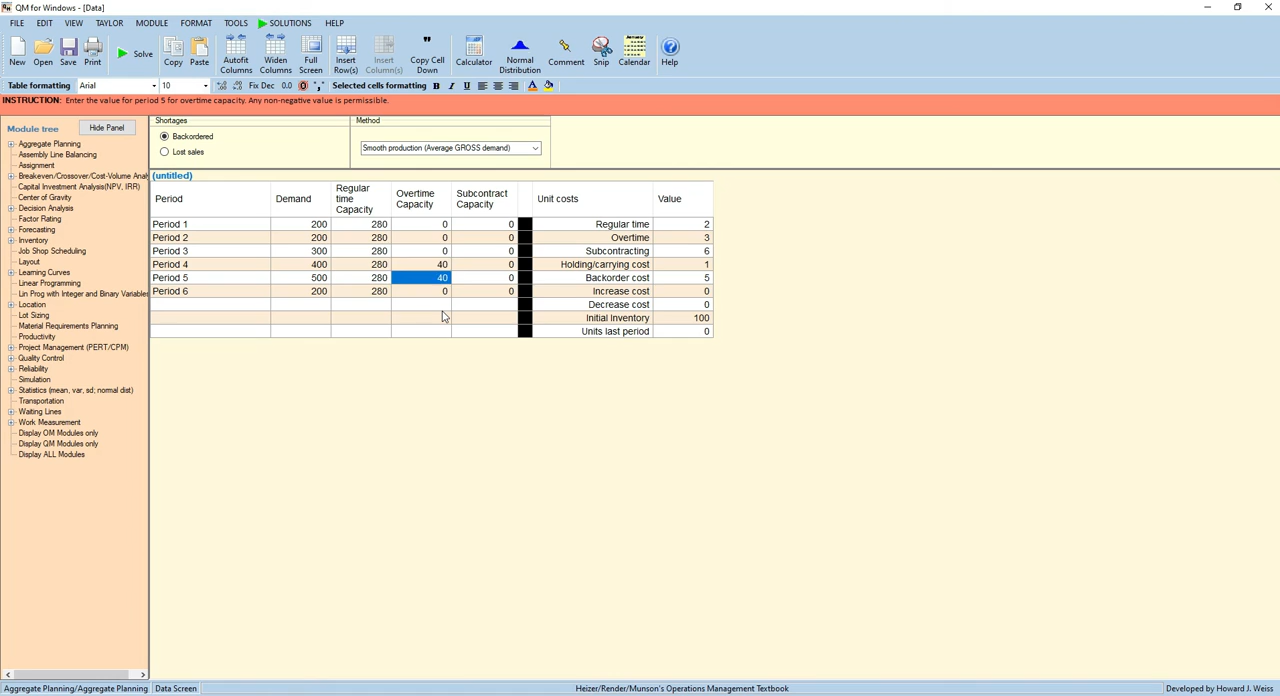 QM for Windows - [Data]
FILE EDIT VIEW TAYLOR MODULE FORMAT TOOLS SOLUTIONS HELP
New Open Save Print Solve Copy Paste Autofit Columns Widen Columns Full Screen Insert Row(s) Insert Column(s) Copy Cell Down Calculator Normal Distribution Comment Snip Calendar Help
Table formatting Arial 10 Fix Dec 0.0 Selected cells formatting B I U A
INSTRUCTION: Enter the value for period 5 for overtime capacity. Any non-negative value is permissible.
Module tree Hide Panel
Aggregate Planning
Assembly Line Balancing
Assignment
Breakeven/Crossover/Cost-Volume Analy
Capital Investment Analysis(NPV, IRR)
Center of Gravity
Decision Analysis
Factor Rating
Forecasting
Inventory
Job Shop Scheduling
Layout
Learning Curves
Linear Programming
Lin Prog with Integer and Binary Variables
Location
Lot Sizing
Material Requirements Planning
Productivity
Project Management (PERT/CPM)
Quality Control
Reliability
Simulation
Statistics (mean, var, sd; normal dist)
Transportation
Waiting Lines
Work Measurement
Display OM Modules only
Display QM Modules only
Display ALL Modules
Shortages
Backordered
Lost sales
Method
Smooth production (Average GROSS demand)
(untitled)
Period Demand Regular time Capacity Overtime Capacity Subcontract Capacity Unit costs Value
Period 1 200 280 0 0 Regular time 2
Period 2 200 280 0 0 Overtime 3
Period 3 300 280 0 0 Subcontracting 6
Period 4 400 280 40 0 Holding/carrying cost 1
Period 5 500 280 40 0 Backorder cost 5
Period 6 200 280 0 0 Increase cost 0
Decrease cost 0
Initial Inventory 100
Units last period 0
Aggregate Planning/Aggregate Planning Data Screen Heizer/Render/Munson's Operations Management Textbook Developed by Howard J. Weiss